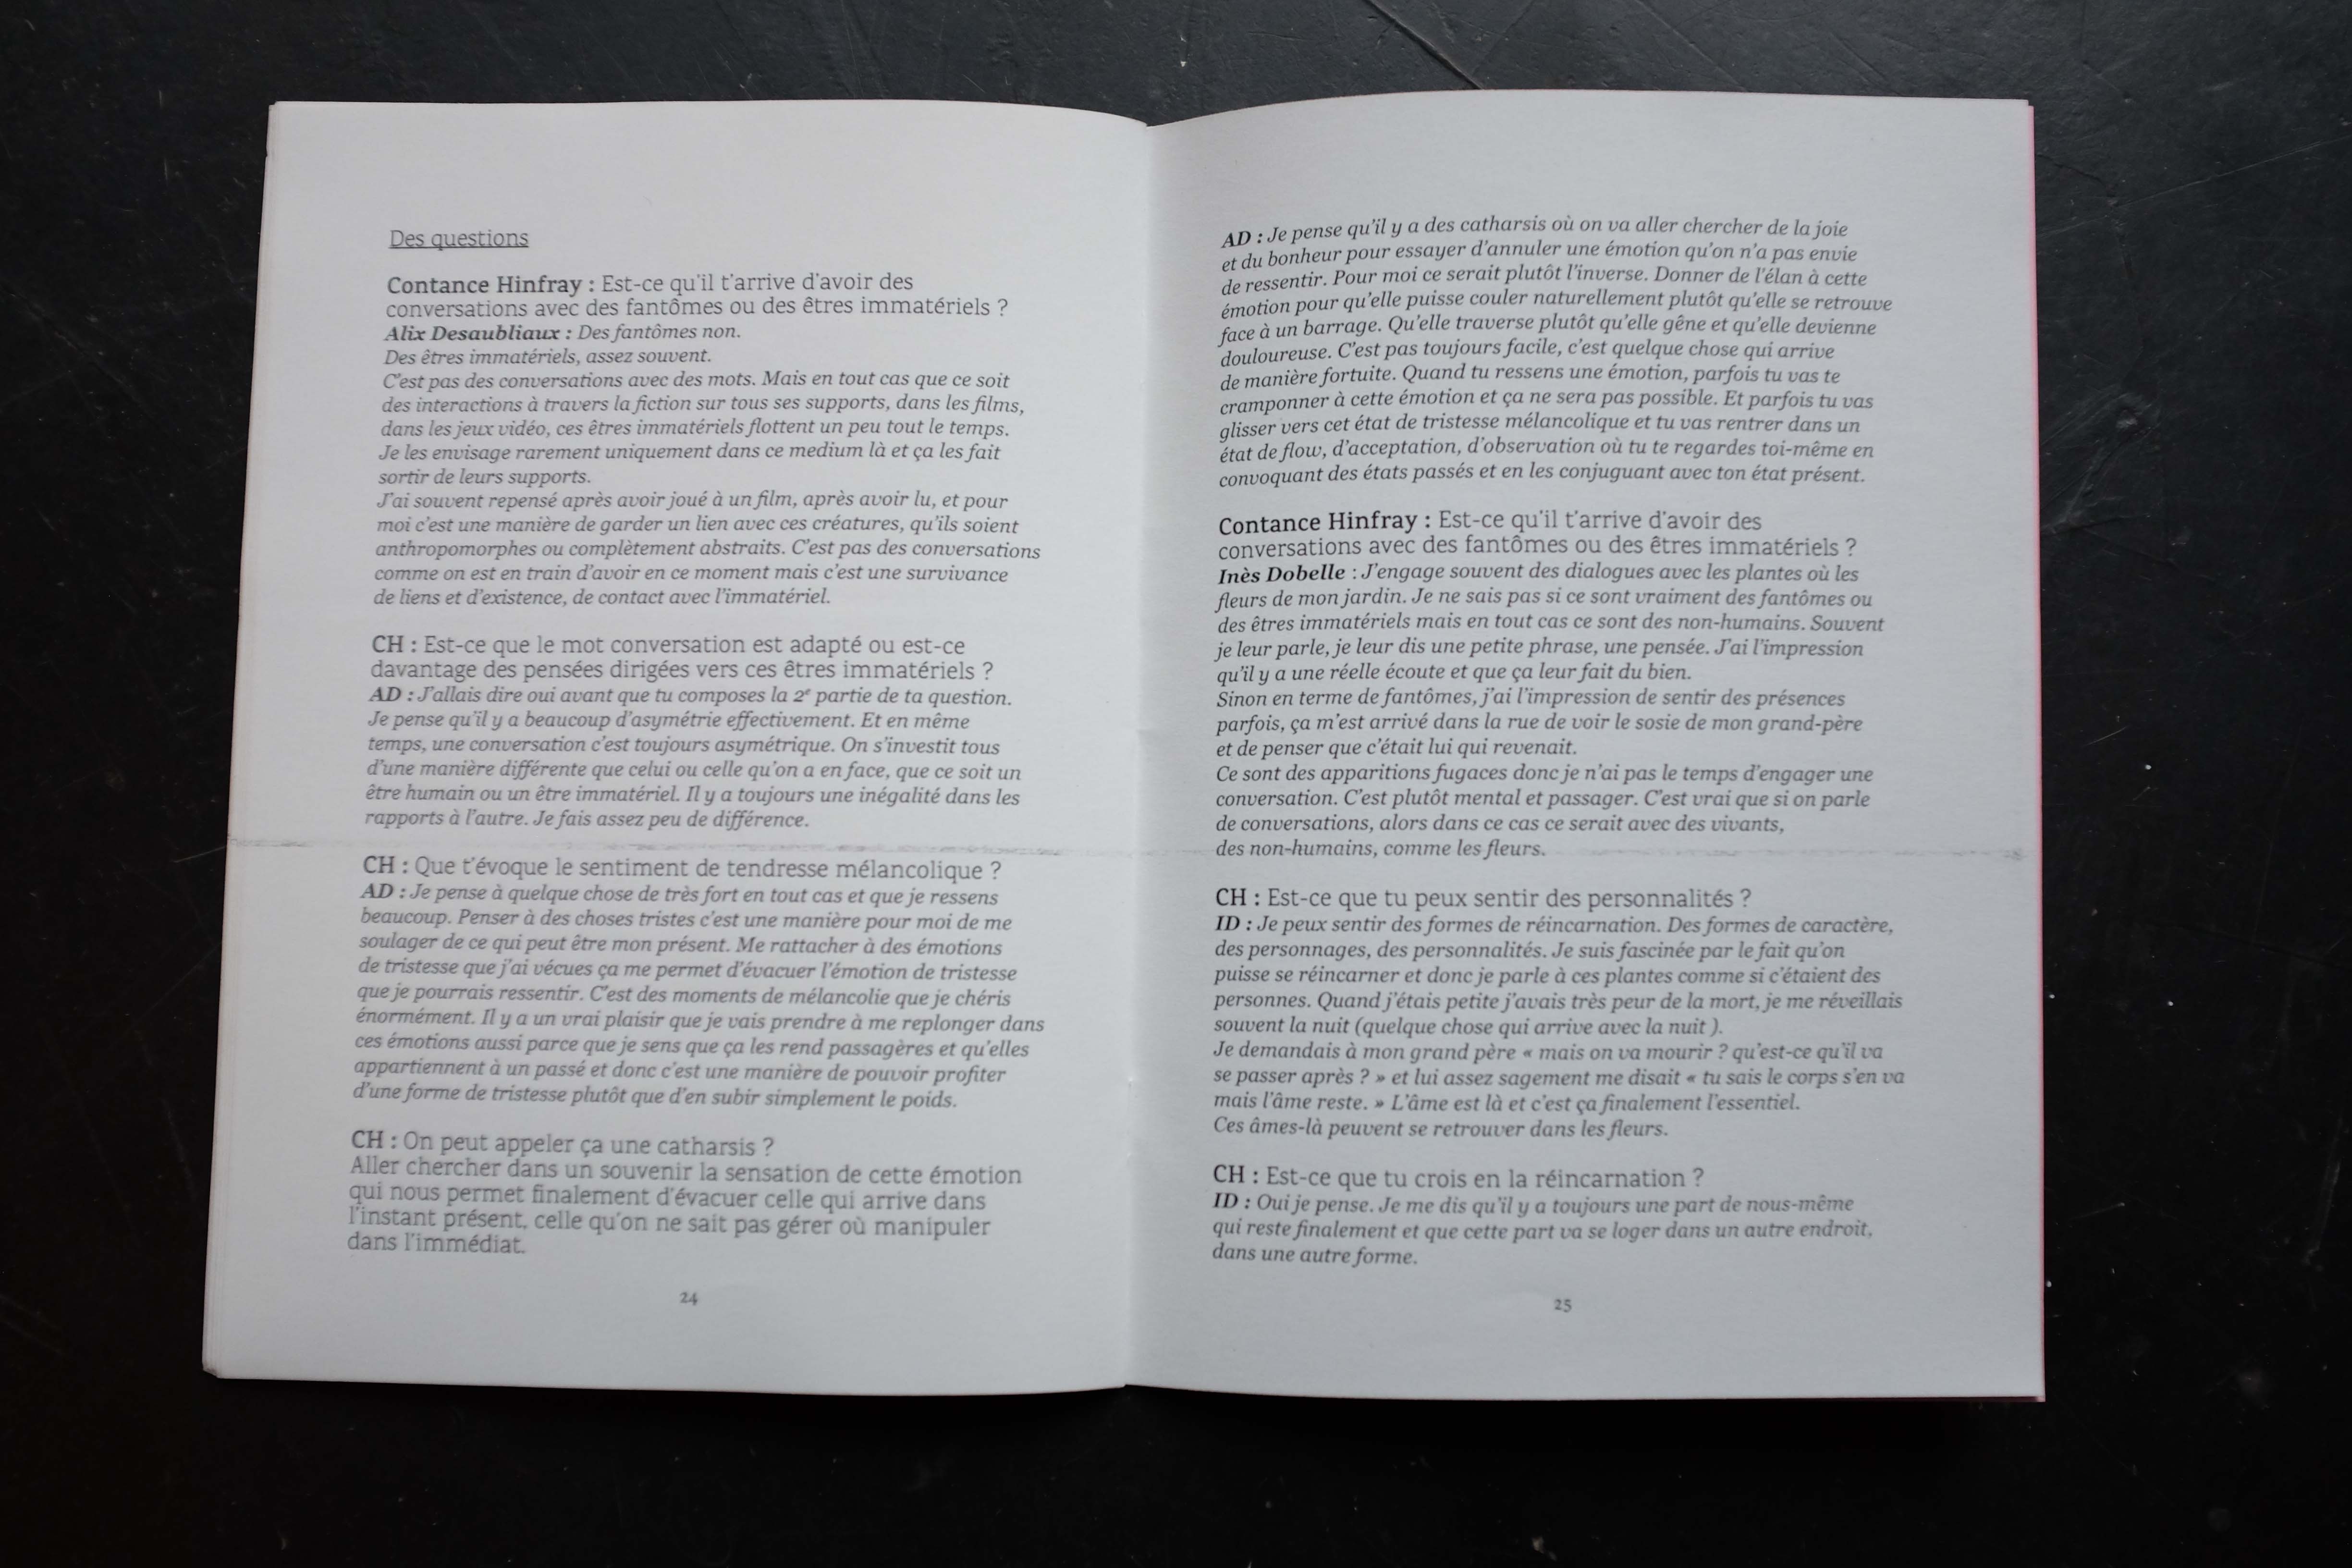 Des questions
Contance Hinfray : Est-ce qu'il t'arrive d'avoir des
conversations avec des fantômes ou des êtres immatériels ?
Alix Desaubliaux : Des fantômes non.
Des êtres immatériels, assez souvent.
C'est pas des conversations avec des mots. Mais en tout cas que ce soit
des interactions à travers la fiction sur tous ses supports, dans les films,
dans les jeux vidéo, ces êtres immatériels flottent un peu tout le temps.
Je les envisage rarement uniquement dans ce medium là et ça les fait
sortir de leurs supports.
J'ai souvent repensé après avoir joué à un film, après avoir lu, et pour
moi c'est une manière de garder un lien avec ces créatures, qu'ils soient
anthropomorphes ou complètement abstraits. C'est pas des conversations
comme on est en train d'avoir en ce moment mais c'est une survivance
de liens et d'existence, de contact avec l'immatériel.
CH : Est-ce que le mot conversation est adapté ou est-ce
davantage des pensées dirigées vers ces êtres immatériels ?
AD : J'allais dire oui avant que tu composes la 2e partie de ta question.
Je pense qu'il y a beaucoup d'asymétrie effectivement. Et en même
temps, une conversation c'est toujours asymétrique. On s'investit tous
d'une manière différente que celui ou celle qu'on a en face, que ce soit un
être humain ou un être immatériel. Il y a toujours une inégalité dans les
rapports à l'autre. Je fais assez peu de différence.
CH : Que t'évoque le sentiment de tendresse mélancolique ?
AD : Je pense à quelque chose de très fort en tout cas et que je ressens
beaucoup. Penser à des choses tristes c'est une manière pour moi de me
soulager de ce qui peut être mon présent. Me rattacher à des émotions
de tristesse que j'ai vécues ça me permet d'évacuer l'émotion de tristesse
que je pourrais ressentir. C'est des moments de mélancolie que je chéris
énormément. Il y a un vrai plaisir que je vais prendre à me replonger dans
ces émotions aussi parce que je sens que ça les rend passagères et qu'elles
appartiennent à un passé et donc c'est une manière de pouvoir profiter
d'une forme de tristesse plutôt que d'en subir simplement le poids.
CH : On peut appeler ça une catharsis ?
Aller chercher dans un souvenir la sensation de cette émotion
qui nous permet finalement d'évacuer celle qui arrive dans
l'instant présent, celle qu'on ne sait pas gérer où manipuler
dans l'immédiat.
24
AD : Je pense qu'il y a des catharsis où on va aller chercher de la joie
et du bonheur pour essayer d'annuler une émotion qu'on n'a pas envie
de ressentir. Pour moi ce serait plutôt l'inverse. Donner de l'élan à cette
émotion pour qu'elle puisse couler naturellement plutôt qu'elle se retrouve
face à un barrage. Qu'elle traverse plutôt qu'elle gêne et qu'elle devienne
douloureuse. C'est pas toujours facile, c'est quelque chose qui arrive
de manière fortuite. Quand tu ressens une émotion, parfois tu vas te
cramponner à cette émotion et ça ne sera pas possible. Et parfois tu vas
glisser vers cet état de tristesse mélancolique et tu vas rentrer dans un
état de flow, d'acceptation, d'observation où tu te regardes toi-même en
convoquant des états passés et en les conjuguant avec ton état présent.
Contance Hinfray : Est-ce qu'il t'arrive d'avoir des
conversations avec des fantômes ou des êtres immatériels ?
Inès Dobelle : J'engage souvent des dialogues avec les plantes où les
fleurs de mon jardin. Je ne sais pas si ce sont vraiment des fantômes ou
des êtres immatériels mais en tout cas ce sont des non-humains. Souvent
je leur parle, je leur dis une petite phrase, une pensée. J'ai l'impression
qu'il y a une réelle écoute et que ça leur fait du bien.
Sinon en terme de fantômes, j'ai l'impression de sentir des présences
parfois, ça m'est arrivé dans la rue de voir le sosie de mon grand-père
et de penser que c'était lui qui revenait.
Ce sont des apparitions fugaces donc je n'ai pas le temps d'engager une
conversation. C'est plutôt mental et passager. C'est vrai que si on parle
de conversations, alors dans ce cas ce serait avec des vivants,
des non-humains, comme les fleurs.
CH : Est-ce que tu peux sentir des personnalités ?
ID : Je peux sentir des formes de réincarnation. Des formes de caractère,
des personnages, des personnalités. Je suis fascinée par le fait qu'on
puisse se réincarner et donc je parle à ces plantes comme si c'étaient des
personnes. Quand j'étais petite j'avais très peur de la mort, je me réveillais
souvent la nuit (quelque chose qui arrive avec la nuit ).
Je demandais à mon grand père « mais on va mourir ? qu'est-ce qu'il va
se passer après ? » et lui assez sagement me disait « tu sais le corps s'en va
mais l'âme reste. » L'âme est là et c'est ça finalement l'essentiel.
Ces âmes-là peuvent se retrouver dans les fleurs.
CH : Est-ce que tu crois en la réincarnation ?
ID : Oui je pense. Je me dis qu'il y a toujours une part de nous-même
qui reste finalement et que cette part va se loger dans un autre endroit,
dans une autre forme.
25